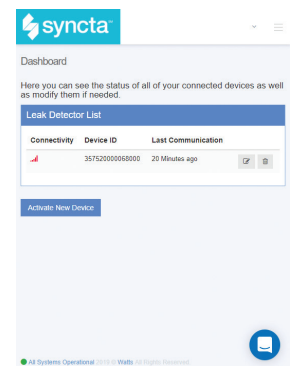 syncta™
Dashboard
Here you can see the status of all of your connected devices as well
as modify them if needed.
Leak Detector List
Connectivity Device ID Last Communication
357520000068000 20 Minutes ago
Activate New Device
All Systems Operational 2019 © Watts All Rights Reserved